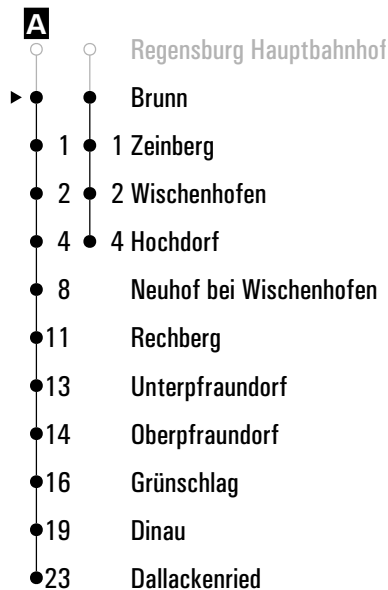 A
Regensburg Hauptbahnhof
Brunn
1 1 Zeinberg
2 2 Wischenhofen
4 4 Hochdorf
8 Neuhof bei Wischenhofen
11 Rechberg
13 Unterpfraundorf
14 Oberpfraundorf
16 Grünschlag
19 Dinau
23 Dallackenried